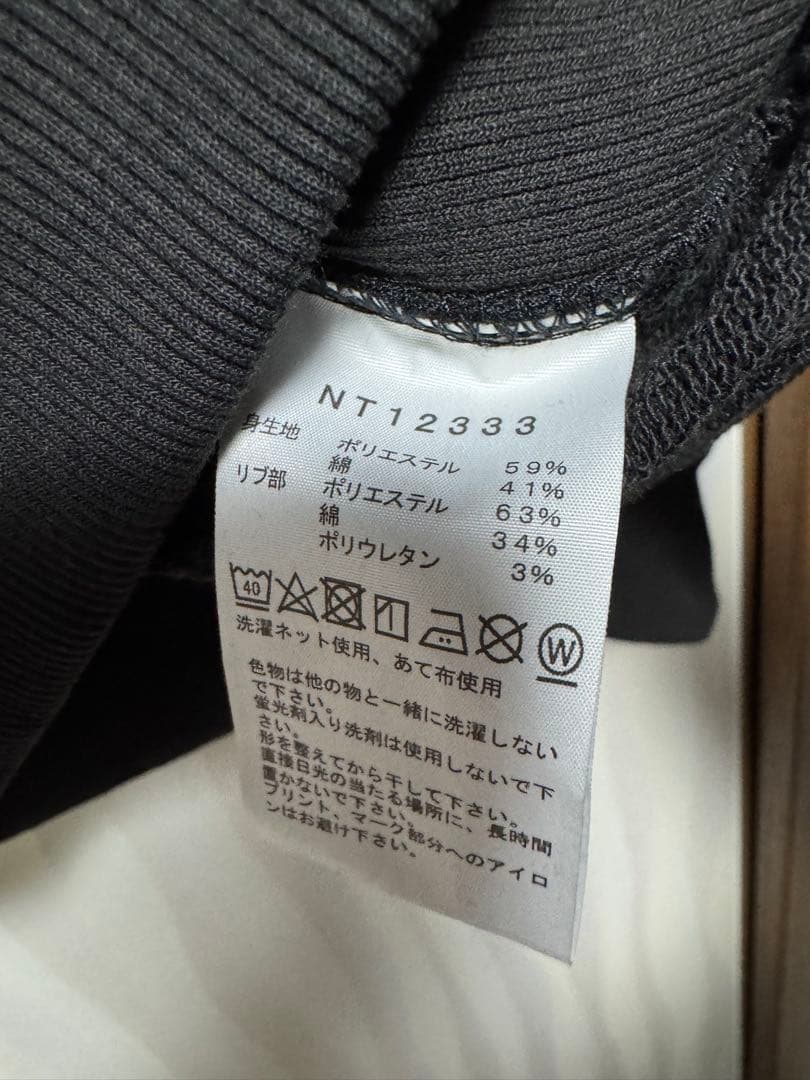 NT12333
身生地 ポリエステル 59%
綿 41%
リブ部 ポリエステル 63%
綿 34%
ポリウレタン 3%
40 W
洗濯ネット使用、あて布使用
色物は他の物と一緒に洗濯しない
で下さい。
蛍光剤入り洗剤は使用しないで下
さい。
形を整えてから干して下さい。
直接日光の当たる場所に、長時間
置かないで下さい。
プリント、マーク部分へのアイロ
ンはお避け下さい。